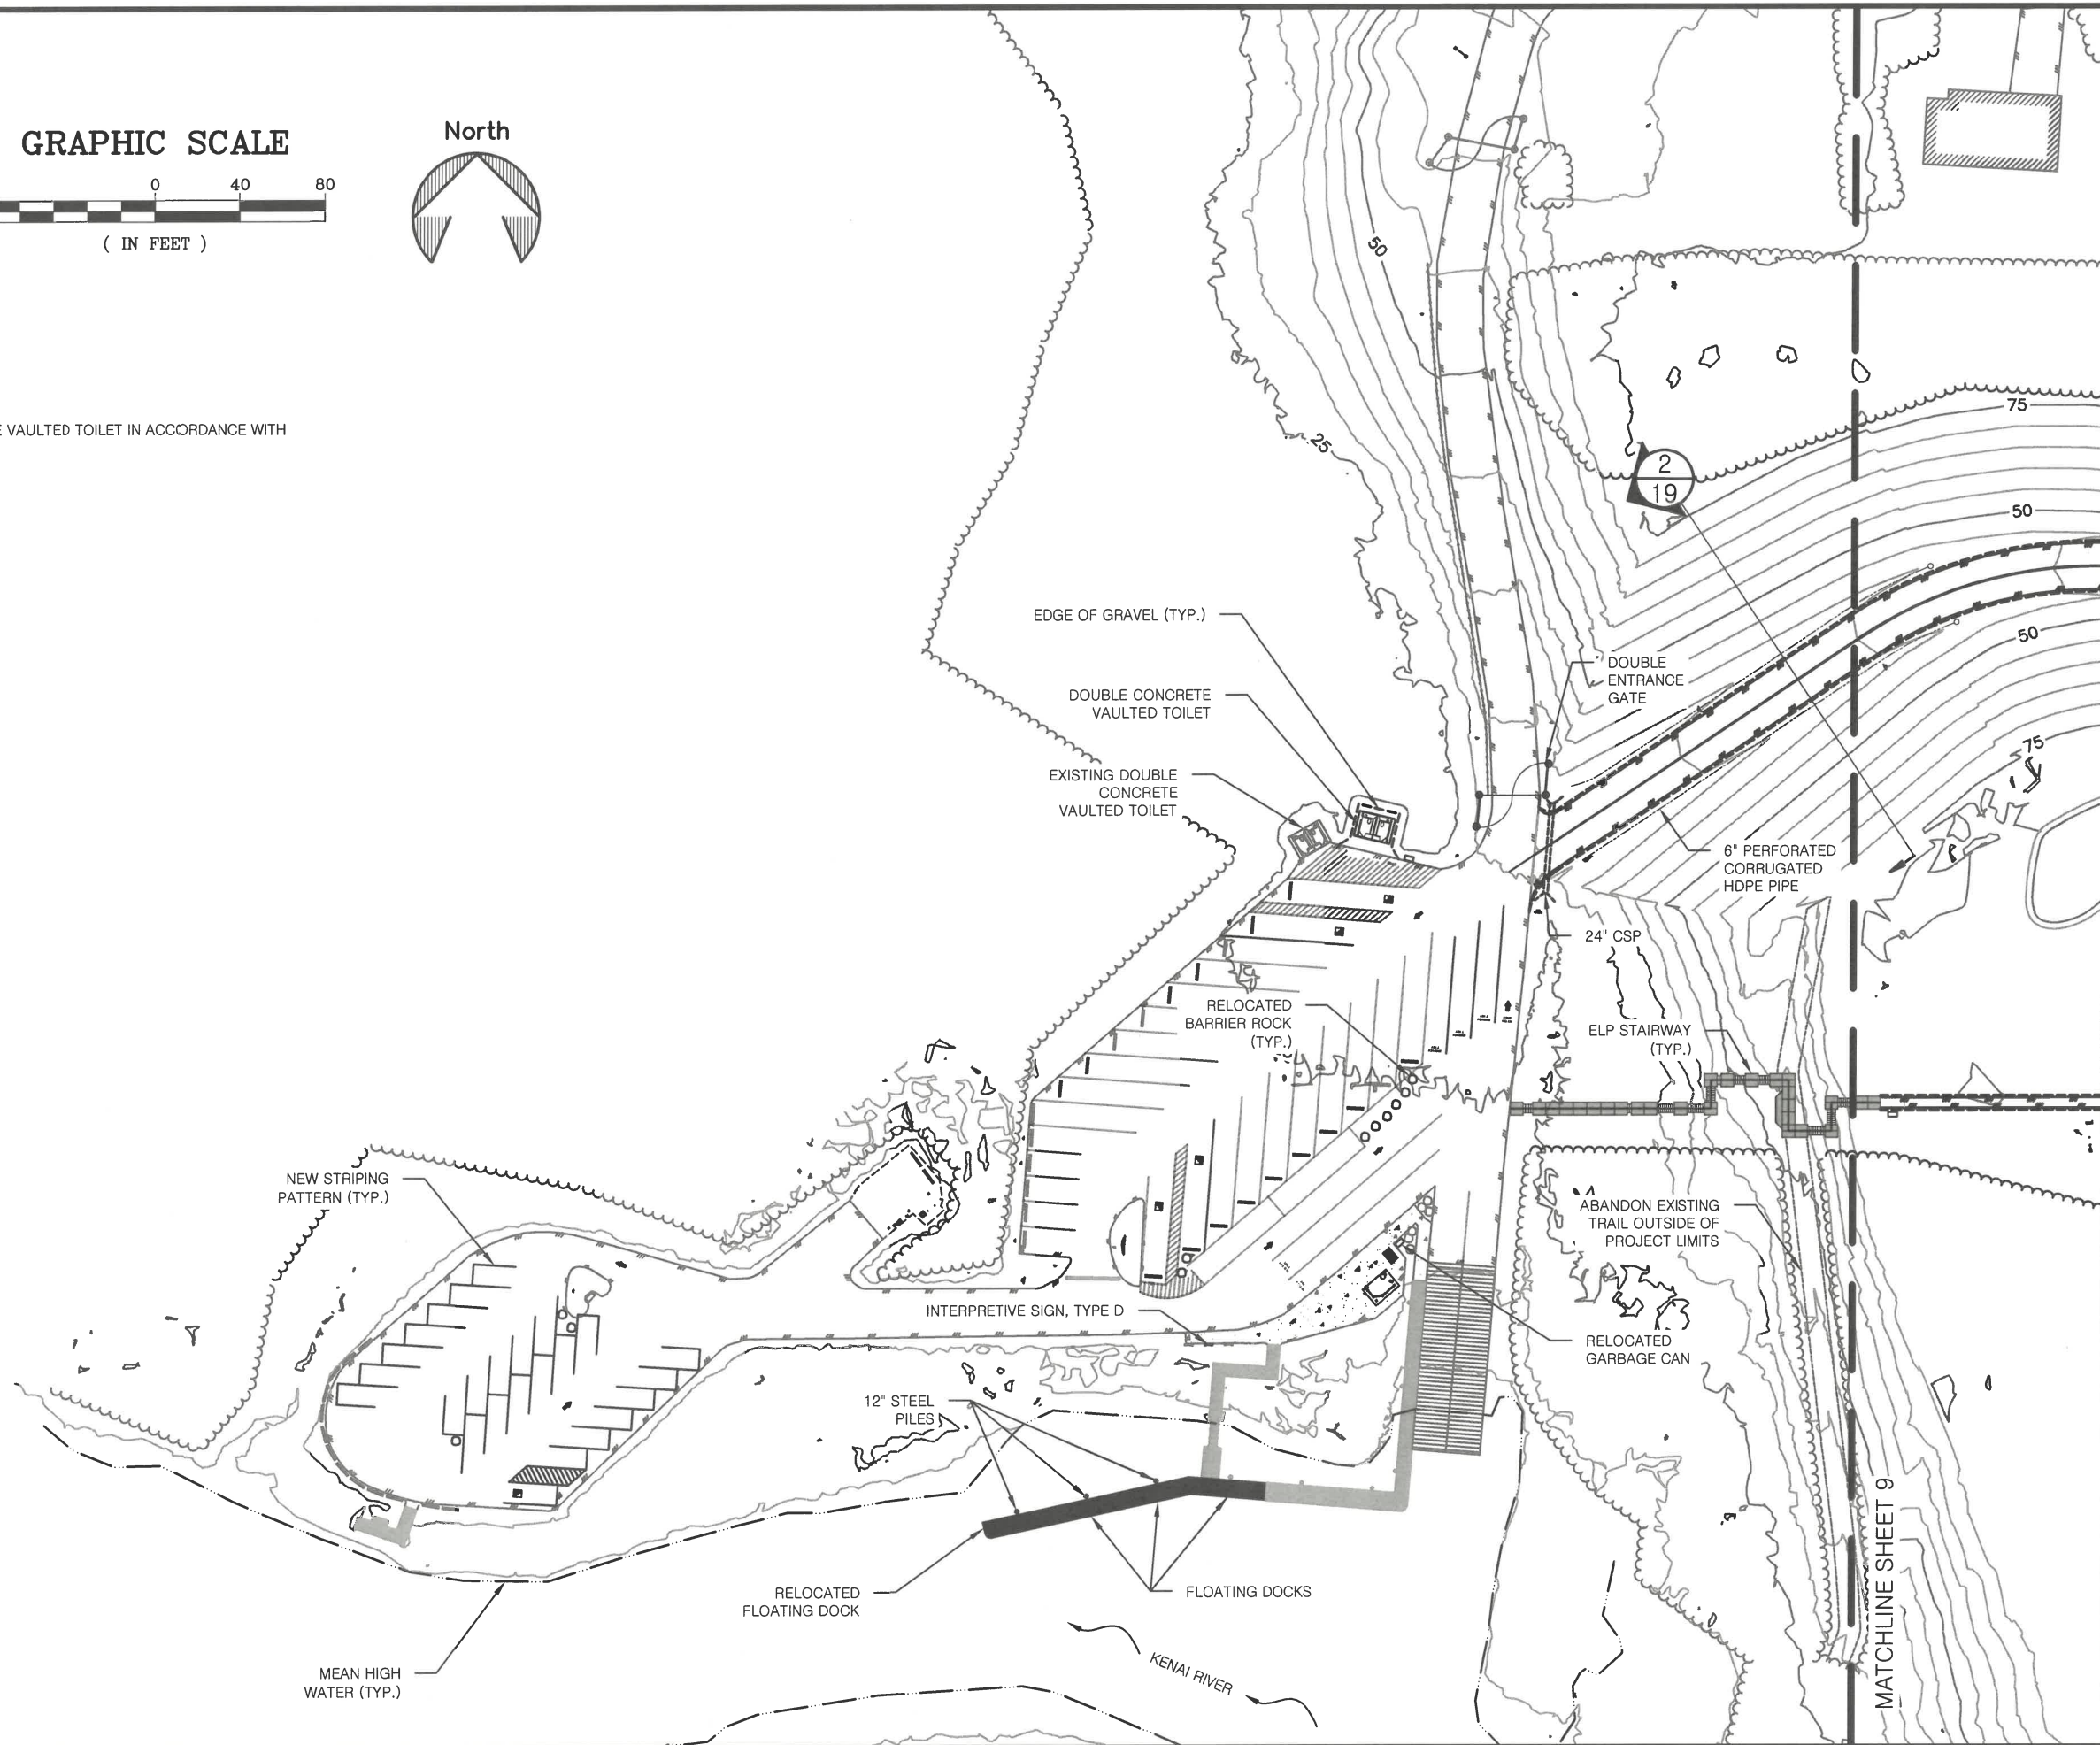 GRAPHIC SCALE
0 40 80
( IN FEET )
North
VAULTED TOILET IN ACCORDANCE WITH
50
25
75
2
19
50
50
EDGE OF GRAVEL (TYP.)
DOUBLE
ENTRANCE
GATE
DOUBLE CONCRETE
VAULTED TOILET
75
EXISTING DOUBLE
CONCRETE
VAULTED TOILET
6" PERFORATED
CORRUGATED
HDPE PIPE
24" CSP
RELOCATED
BARRIER ROCK
(TYP.)
ELP STAIRWAY
(TYP.)
NEW STRIPING
PATTERN (TYP.)
ABANDON EXISTING
TRAIL OUTSIDE OF
PROJECT LIMITS
INTERPRETIVE SIGN, TYPE D
RELOCATED
GARBAGE CAN
12" STEEL
PILES
MATCHLINE SHEET 9
RELOCATED
FLOATING DOCK
FLOATING DOCKS
KENAI RIVER
MEAN HIGH
WATER (TYP.)